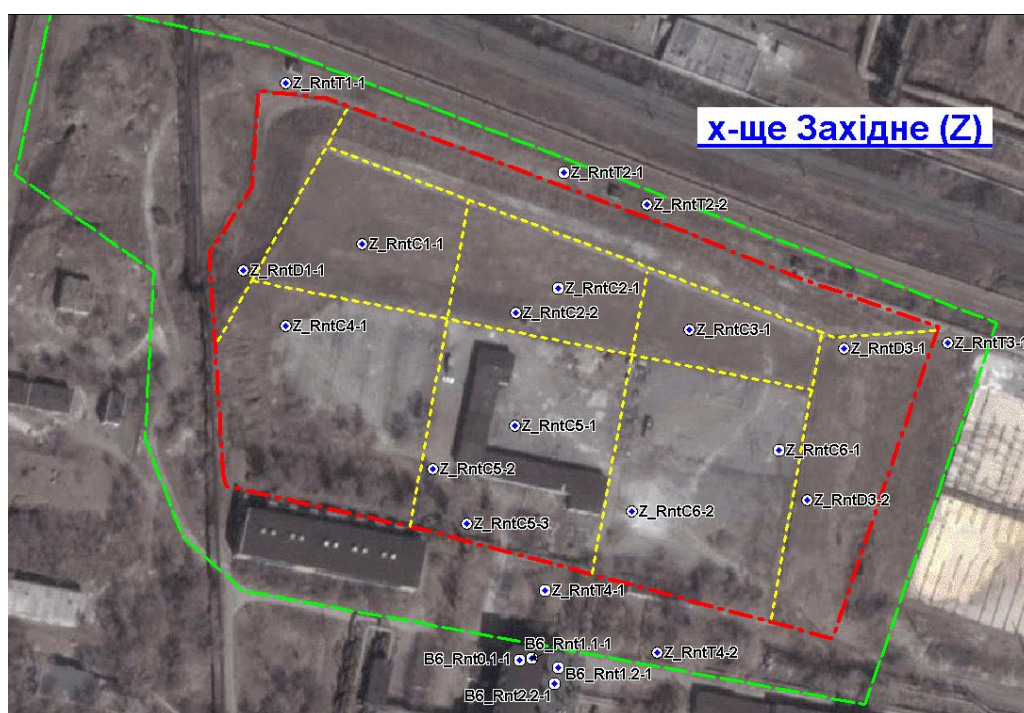 Z_RntT1-1
х-ще Західне (Z)
Z_RntT2-1
Z_RntT2-2
Z_RntC1-1
Z_RntD1-1
Z_RntC2-1
Z_RntC2-2
Z_RntC4-1
Z_RntC3-1
Z_RntD3-1
Z_RntT3-1
Z_RntC5-1
Z_RntC6-1
Z_RntC5-2
Z_RntD3-2
Z_RntC6-2
Z_RntC5-3
Z_RntT4-1
B6_Rnt1.1-1
Z_RntT4-2
B6_Rnt0.1-1
B6_Rnt1.2-1
B6_Rnt2.2-1